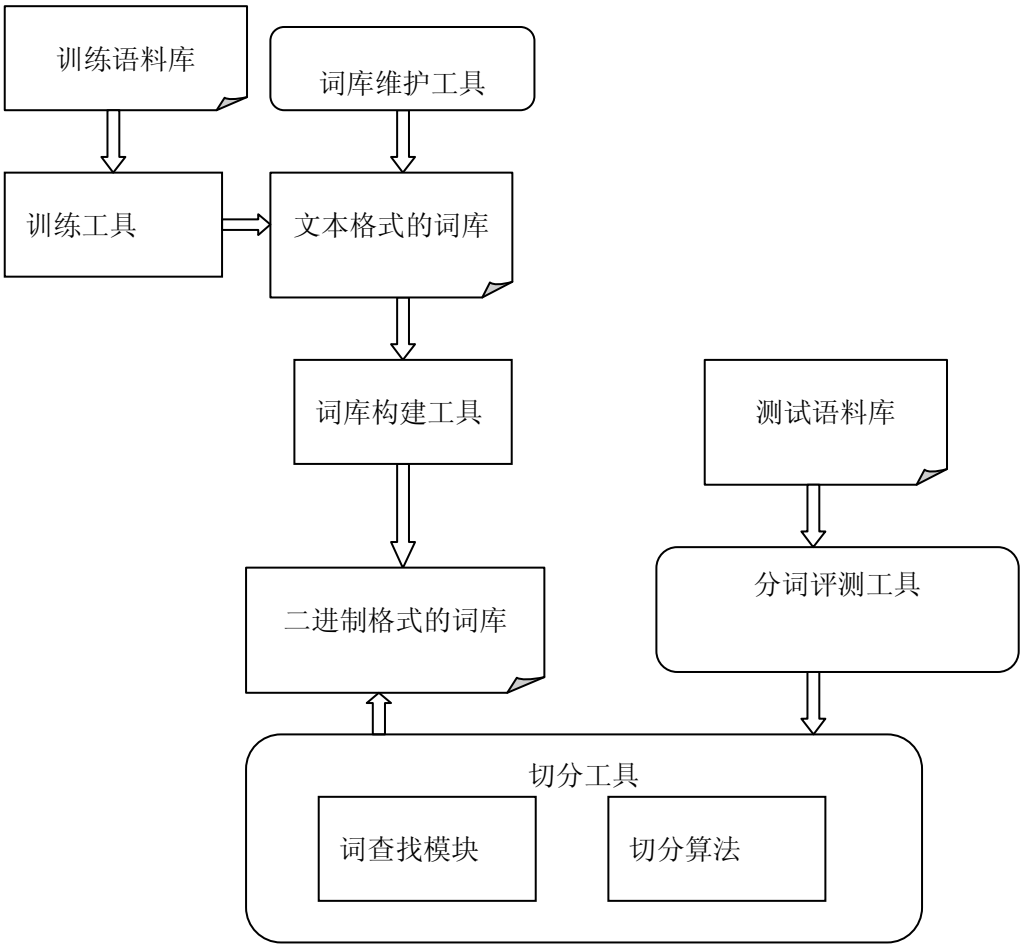 训练语料库
词库维护工具
训练工具
文本格式的词库
词库构建工具
测试语料库
分词评测工具
二进制格式的词库
切分工具
词查找模块
切分算法